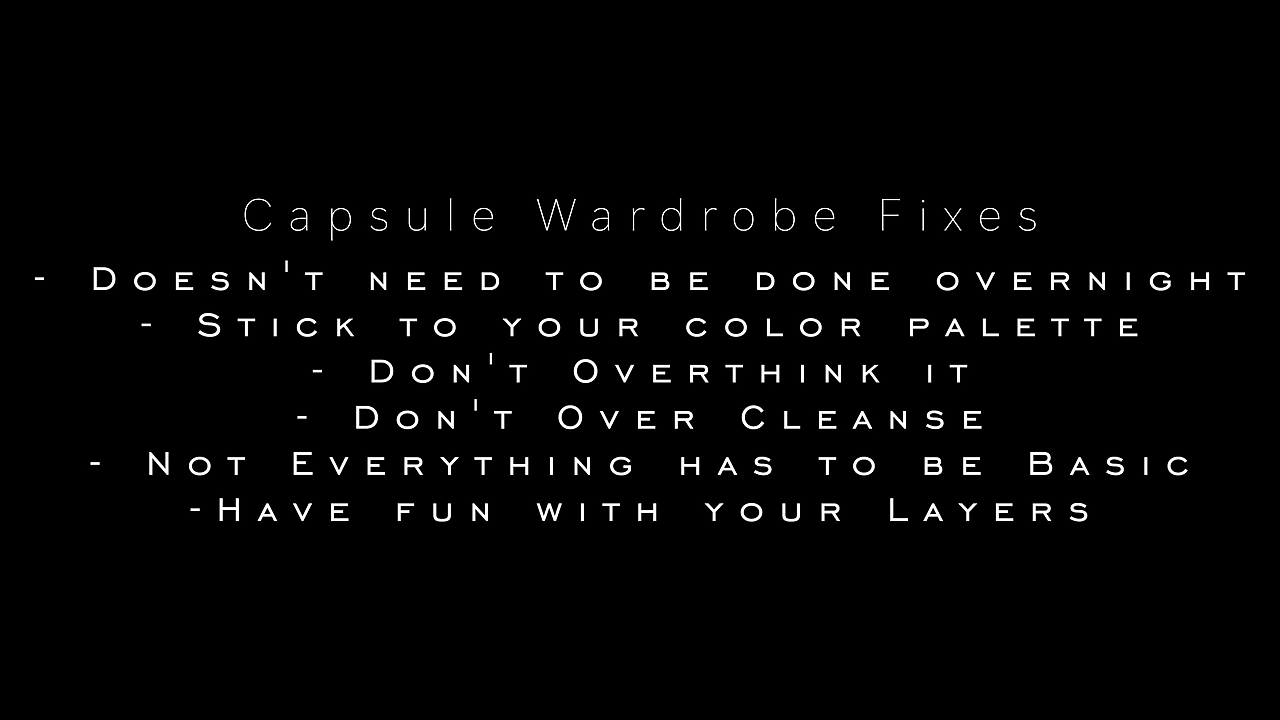 Capsule Wardrobe Fixes
- Doesn't need to be done overnight
- Stick to your color palette
- Don't Overthink it
- Don't Over Cleanse
- Not Everything has to be Basic
-Have fun with your Layers